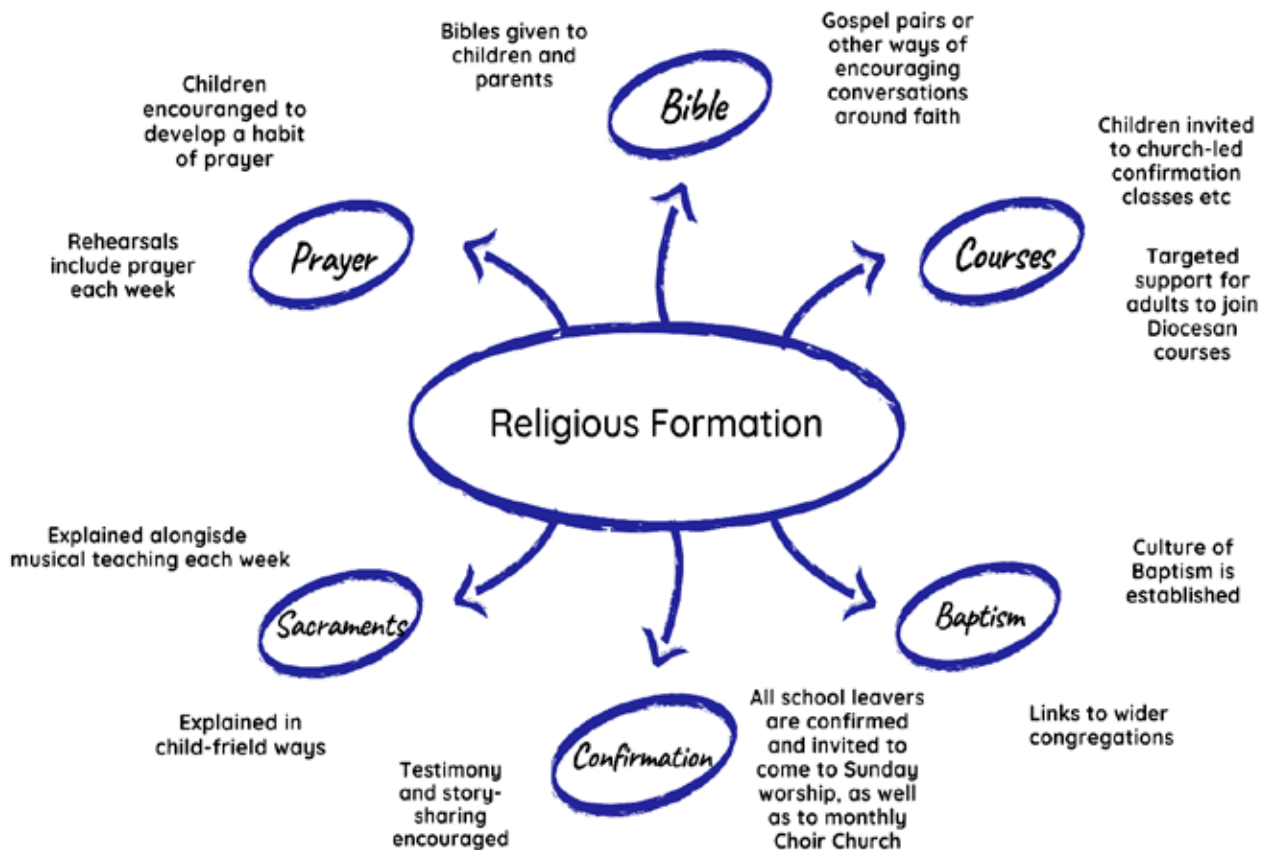 Bibles given to
children and
parents
Bible
Gospel pairs or
other ways of
encouraging
conversations
around faith
Children
encouranged to
develop a habit
of prayer
Prayer
Rehearsals
include prayer
each week
Children invited
to church-led
confirmation
classes etc
Courses
Targeted
support for
adults to join
Diocesan
courses
Religious Formation
Explained alongisde
musical teaching each week
Sacraments
Explained in
child-frield ways
Testimony
and story-
sharing
encouraged
Confirmation
All school leavers
are confirmed
and invited to
come to Sunday
worship, as well
as to monthly
Choir Church
Baptism
Culture of
Baptism is
established
Links to wider
congregations